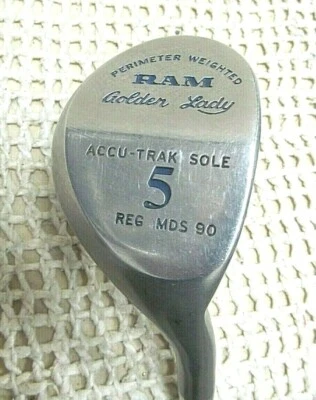 PERIMETER WEIGHTED
RAM
Golden Lady
ACCU-TRAK SOLE
5
REG MDS 90